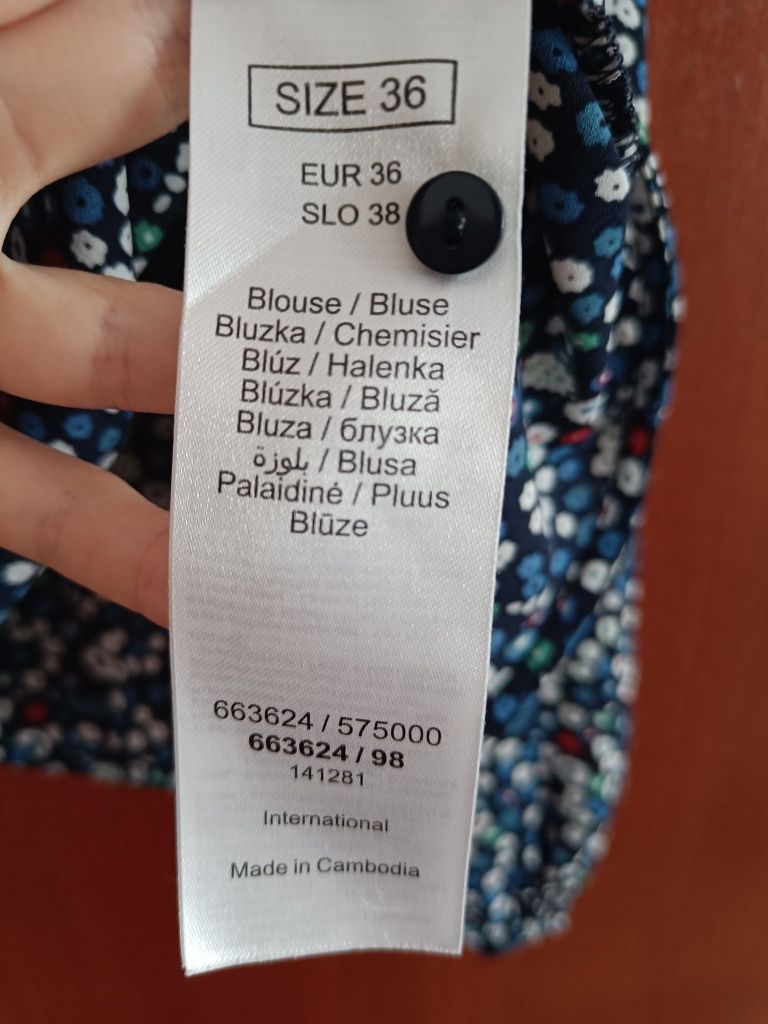 SIZE 36
EUR 36
SLO 38
Blouse / Bluse
Bluzka / Chemisier
Blúz / Halenka
Blúzka / Bluză
Bluza / блузка
بلوزة / Blusa
Palaidinė / Pluus
Blūze
663624 / 575000
663624 / 98
141281
International
Made in Cambodia